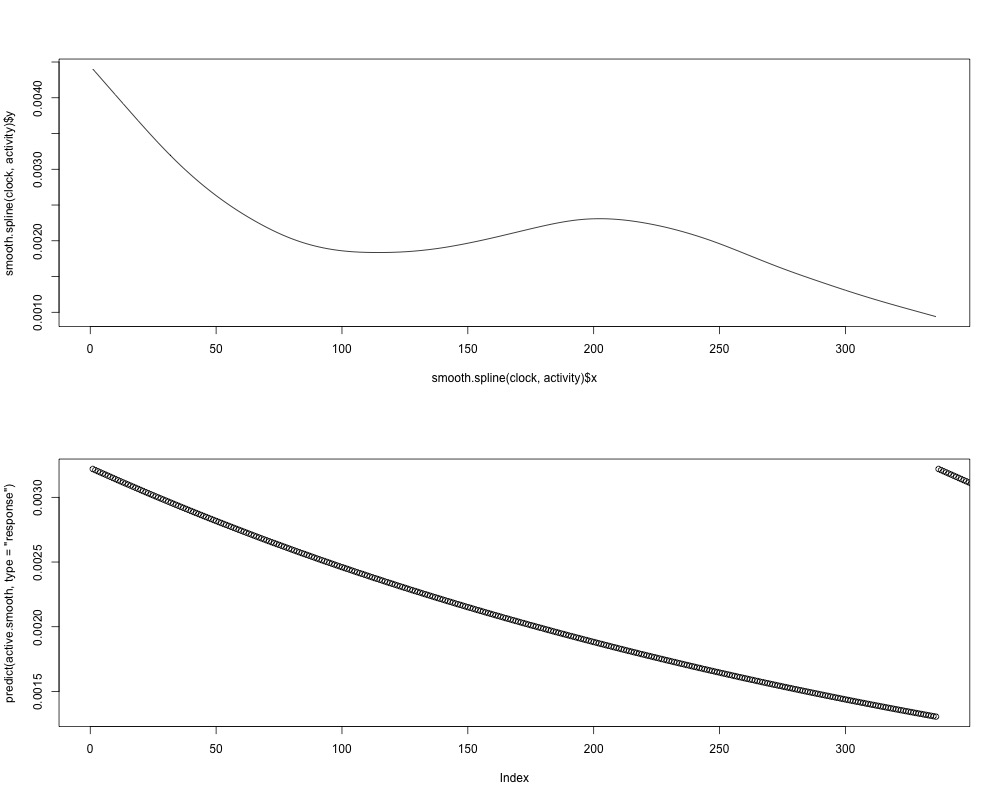 smooth.spline(clock, activity)$y
0.0040
0.0030
0.0020
0.0010
0 50 100 150 200 250 300
smooth.spline(clock, activity)$x
predict(active.smooth, type = "response")
0.0030
0.0025
0.0020
0.0015
0 50 100 150 200 250 300
Index